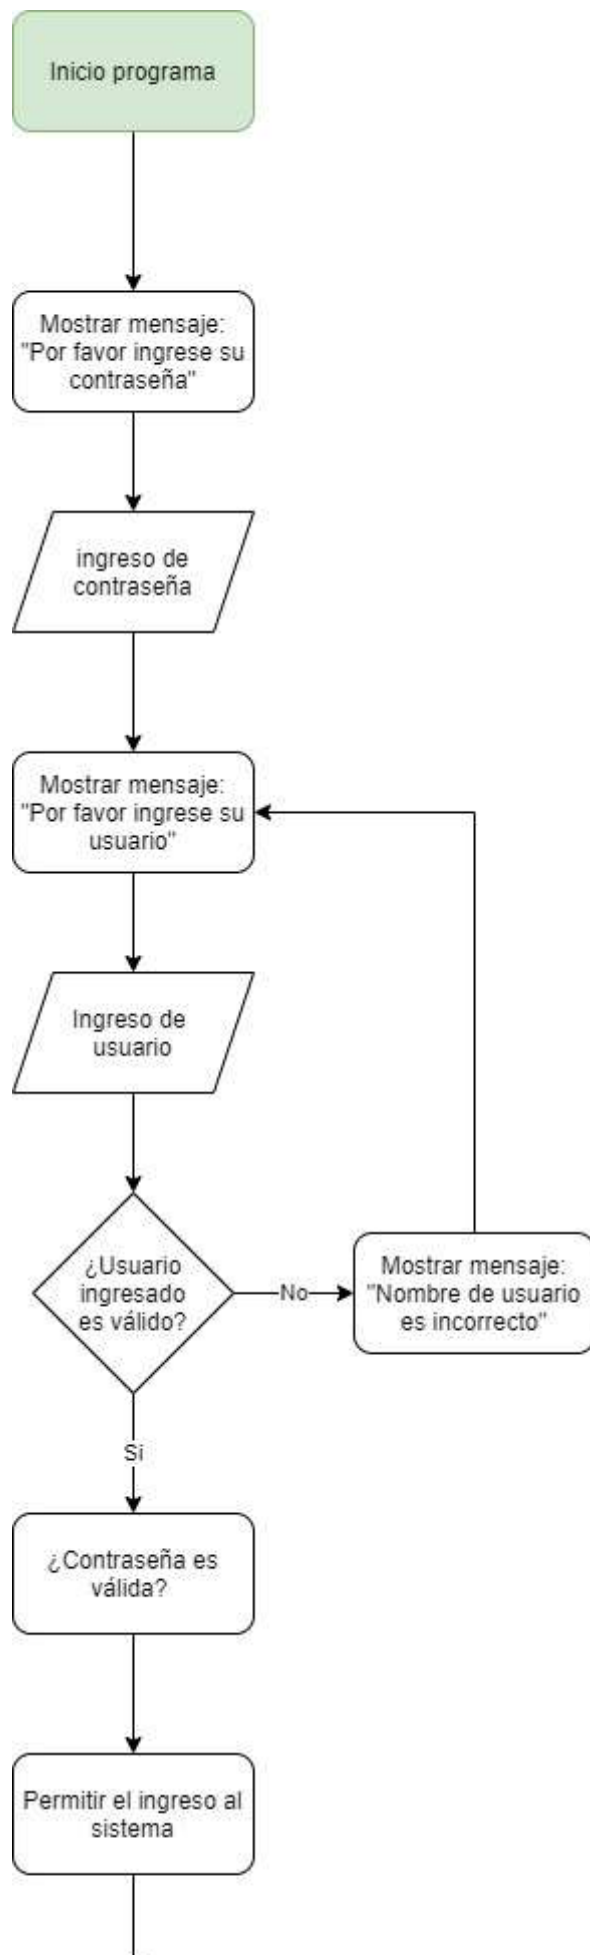 Inicio programa
Mostrar mensaje:
"Por favor ingrese su
contraseña"
ingreso de
contraseña
Mostrar mensaje:
"Por favor ingrese su
usuario"
Ingreso de
usuario
¿Usuario
ingresado
es válido?
No
Mostrar mensaje:
"Nombre de usuario
es incorrecto"
Si
¿Contraseña es
válida?
Permitir el ingreso al
sistema